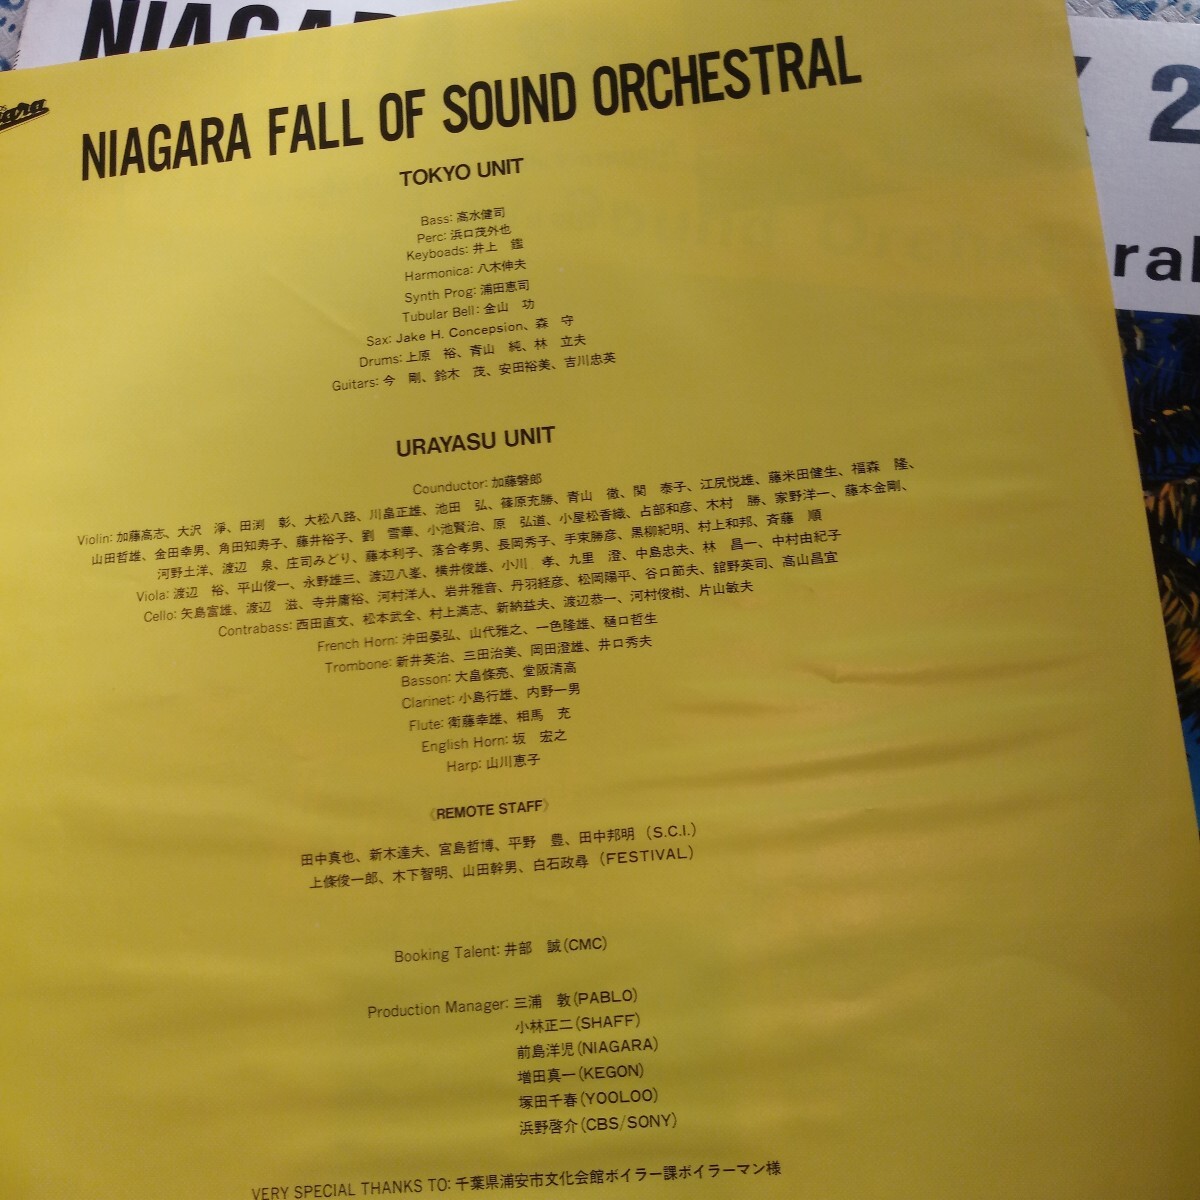 NIAGARA FALL OF SOUND ORCHESTRAL
TOKYO UNIT
Bass: 高水健司
Perc: 浜口茂外也
Keyboads: 井上　鑑
Harmonica: 八木伸夫
Synth Prog: 浦田恵司
Tubular Bell: 金山　功
Sax: Jake H. Concepsion、森　守
Drums: 上原　裕、青山　純、林　立夫
Guitars: 今　剛、鈴木　茂、安田裕美、吉川忠英
URAYASU UNIT
Counductor: 加藤磐郎
Violin: 加藤高志、大沢　淨、田渕　彰、大松八路、川畠正雄、池田　弘、篠原充勝、青山　徹、関　泰子、江尻悦雄、藤米田健生、福森　隆、
山田哲雄、金田幸男、角田知寿子、藤井裕子、劉　雪華、小池賢治、原　弘道、小屋松香織、占部和彦、木村　勝、家野洋一、藤本金剛、
河野土洋、渡辺　泉、庄司みどり、藤本利子、落合孝男、長岡秀子、手束勝彦、黒柳紀明、村上和邦、斉藤　順
Viola: 渡辺　裕、平山俊一、永野雄三、渡辺八峯、横井俊雄、小川　孝、九里　澄、中島忠夫、林　昌一、中村由紀子
Cello: 矢島富雄、渡辺　滋、寺井庸裕、河村洋人、岩井雅音、丹羽経彦、松岡陽平、谷口節夫、舘野英司、高山昌宜
Contrabass: 西田直文、松本武全、村上満志、新納益夫、渡辺恭一、河村俊樹、片山敏夫
French Horn: 沖田晏弘、山代雅之、一色隆雄、樋口哲生
Trombone: 新井英治、三田治美、岡田澄雄、井口秀夫
Basson: 大畠條亮、堂阪清高
Clarinet: 小島行雄、内野一男
Flute: 衛藤幸雄、相馬　充
English Horn: 坂　宏之
Harp: 山川恵子
《REMOTE STAFF》
田中真也、新木達夫、宮島哲博、平野　豊、田中邦明（S.C.I.）
上條俊一郎、木下智明、山田幹男、白石政尋（FESTIVAL）
Booking Talent: 井部　誠(CMC)
Production Manager: 三浦　敦(PABLO)
小林正二(SHAFF)
前島洋児(NIAGARA)
増田真一(KEGON)
塚田千春(YOOLOO)
浜野啓介(CBS/SONY)
VERY SPECIAL THANKS TO: 千葉県浦安市文化会館ボイラー課ボイラーマン様
2